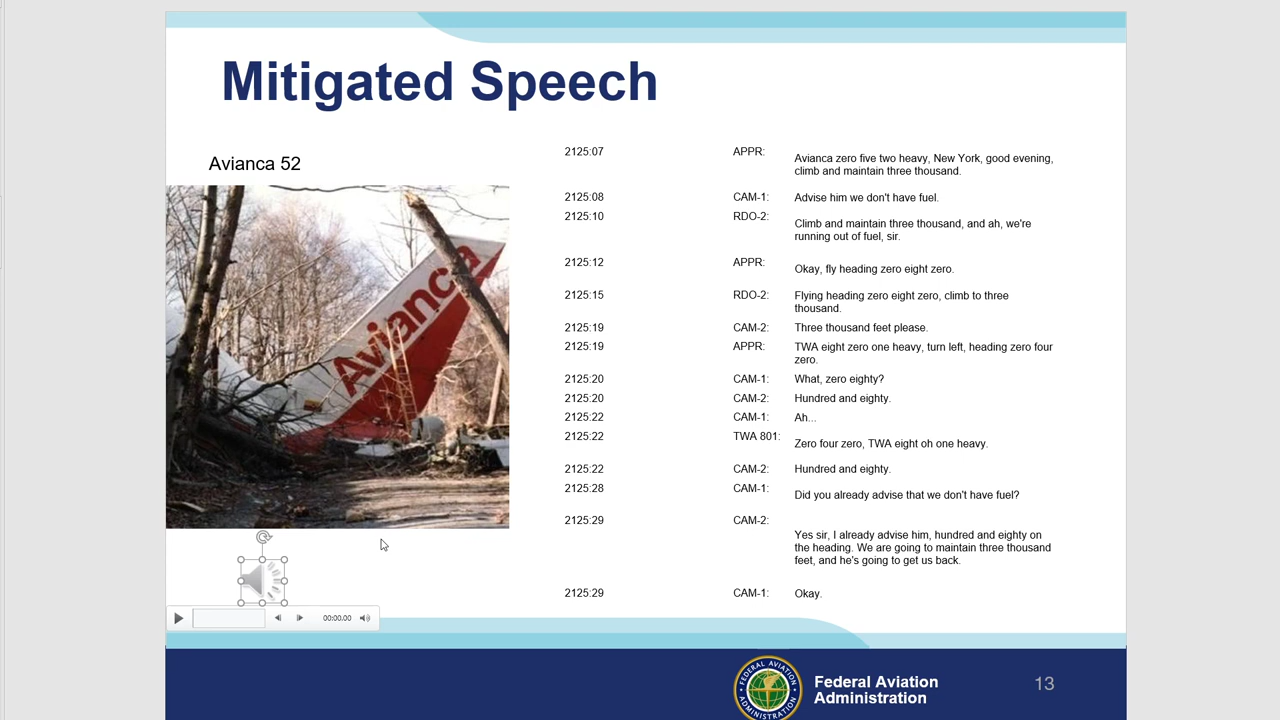 Mitigated Speech
Avianca 52
Avianca
2125:07 APPR: Avianca zero five two heavy, New York, good evening,
climb and maintain three thousand.
2125:08 CAM-1: Advise him we don't have fuel.
2125:10 RDO-2: Climb and maintain three thousand, and ah, we're
running out of fuel, sir.
2125:12 APPR: Okay, fly heading zero eight zero.
2125:15 RDO-2: Flying heading zero eight zero, climb to three
thousand.
2125:19 CAM-2: Three thousand feet please.
2125:19 APPR: TWA eight zero one heavy, turn left, heading zero four
zero.
2125:20 CAM-1: What, zero eighty?
2125:20 CAM-2: Hundred and eighty.
2125:22 CAM-1: Ah...
2125:22 TWA 801: Zero four zero, TWA eight oh one heavy.
2125:22 CAM-2: Hundred and eighty.
2125:28 CAM-1: Did you already advise that we don't have fuel?
2125:29 CAM-2: Yes sir, I already advise him, hundred and eighty on
the heading. We are going to maintain three thousand
feet, and he's going to get us back.
2125:29 CAM-1: Okay.
00:00.00
FEDERAL AVIATION
ADMINISTRATION
Federal Aviation
Administration
13